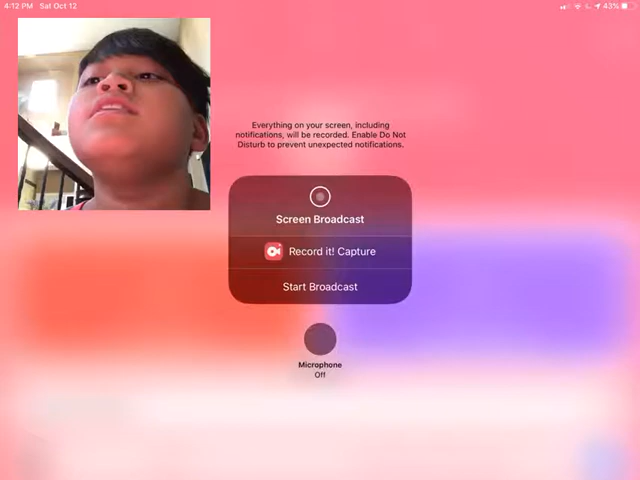 4:12 PM Sat Oct 12
43%
Everything on your screen, including
notifications, will be recorded. Enable Do Not
Disturb to prevent unexpected notifications.
Screen Broadcast
Record it! Capture
Start Broadcast
Microphone
Off